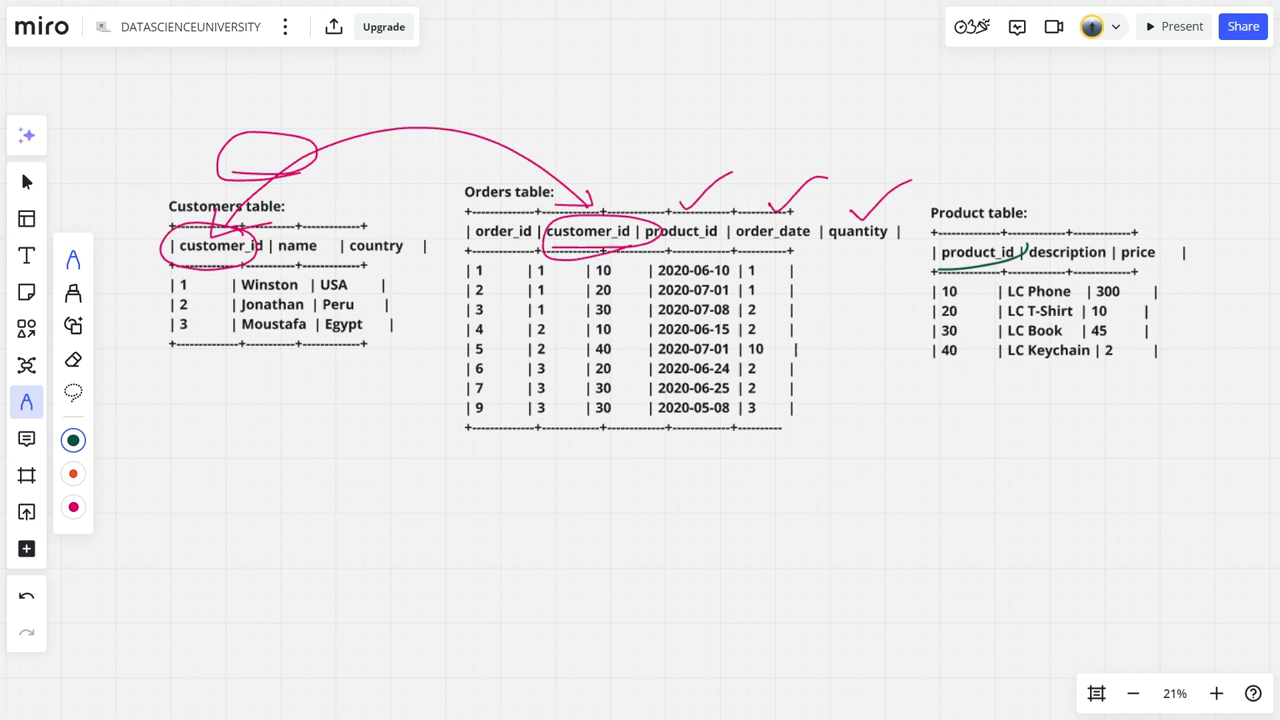 miro DATASCIENCEUNIVERSITY Upgrade
Present Share
Customers table:
+--------------+------------+------------+
| customer_id | name | country |
+--------------+------------+------------+
| 1 | Winston | USA |
| 2 | Jonathan | Peru |
| 3 | Moustafa | Egypt |
+--------------+------------+------------+
Orders table:
+--------------+-------------+-------------+-------------+------------+
| order_id | customer_id | product_id | order_date | quantity |
+--------------+-------------+-------------+-------------+------------+
| 1 | 1 | 10 | 2020-06-10 | 1 |
| 2 | 1 | 20 | 2020-07-01 | 1 |
| 3 | 1 | 30 | 2020-07-08 | 2 |
| 4 | 2 | 10 | 2020-06-15 | 2 |
| 5 | 2 | 40 | 2020-07-01 | 10 |
| 6 | 3 | 20 | 2020-06-24 | 2 |
| 7 | 3 | 30 | 2020-06-25 | 2 |
| 9 | 3 | 30 | 2020-05-08 | 3 |
+--------------+-------------+-------------+-------------+----------
Product table:
+--------------+------------+-------------+
| product_id | description | price |
+--------------+------------+-------------+
| 10 | LC Phone | 300 |
| 20 | LC T-Shirt | 10 |
| 30 | LC Book | 45 |
| 40 | LC Keychain | 2 |
21%